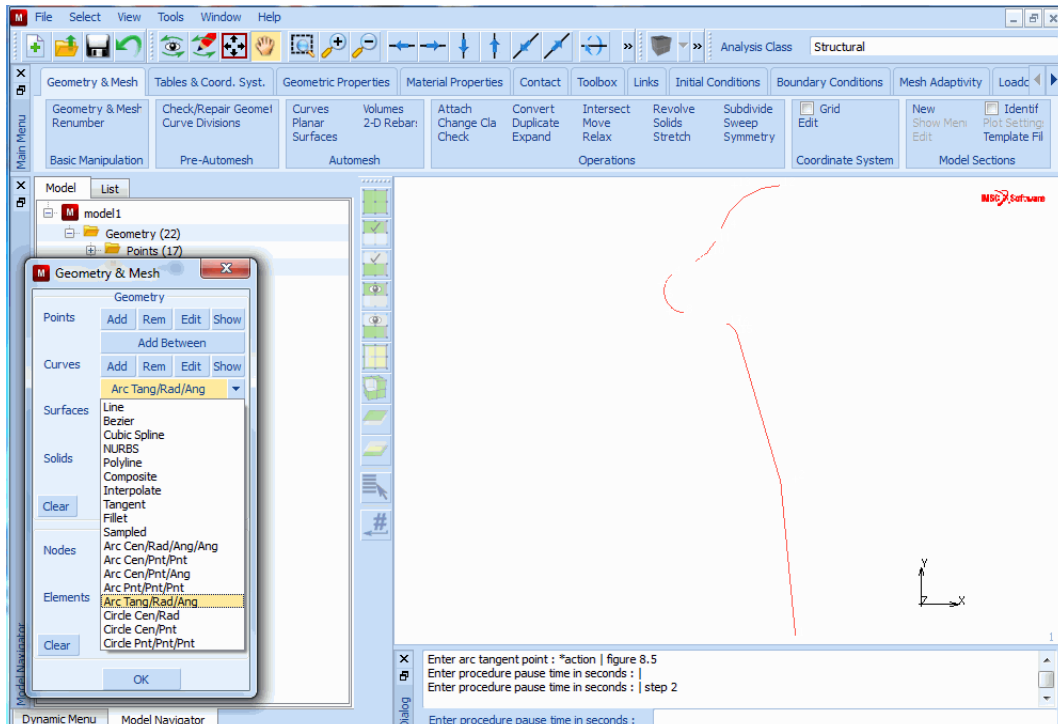 File Select View Tools Window Help
» » Analysis Class Structural
Main Menu
Geometry & Mesh Tables & Coord. Syst. Geometric Properties Material Properties Contact Toolbox Links Initial Conditions Boundary Conditions Mesh Adaptivity Loadc
Geometry & Mesh Check/Repair Geomet Curves Volumes Attach Convert Intersect Revolve Subdivide Grid New Identif
Renumber Curve Divisions Planar 2-D Rebar: Change Cla Duplicate Move Solids Sweep Edit Show Menu Plot Setting
Surfaces Check Expand Relax Stretch Symmetry Edit Template Fil
Basic Manipulation Pre-Automesh Automesh Operations Coordinate System Model Sections
Model List
model1
Geometry (22)
Points (17)
Geometry & Mesh
Geometry
Points Add Rem Edit Show
Add Between
Curves Add Rem Edit Show
Arc Tang/Rad/Ang
Surfaces
Solids
Clear
Nodes
Elements
Clear
Line
Bezier
Cubic Spline
NURBS
Polyline
Composite
Interpolate
Tangent
Fillet
Sampled
Arc Cen/Rad/Ang/Ang
Arc Cen/Pnt/Pnt
Arc Cen/Pnt/Ang
Arc Pnt/Pnt/Pnt
Arc Tang/Rad/Ang
Circle Cen/Rad
Circle Cen/Pnt
Circle Pnt/Pnt/Pnt
OK
Model Navigator
Dynamic Menu Model Navigator
MSC Software
Y
Z X
1
Dialog
Enter arc tangent point : *action | figure 8.5
Enter procedure pause time in seconds : |
Enter procedure pause time in seconds : | step 2
Enter procedure pause time in seconds :